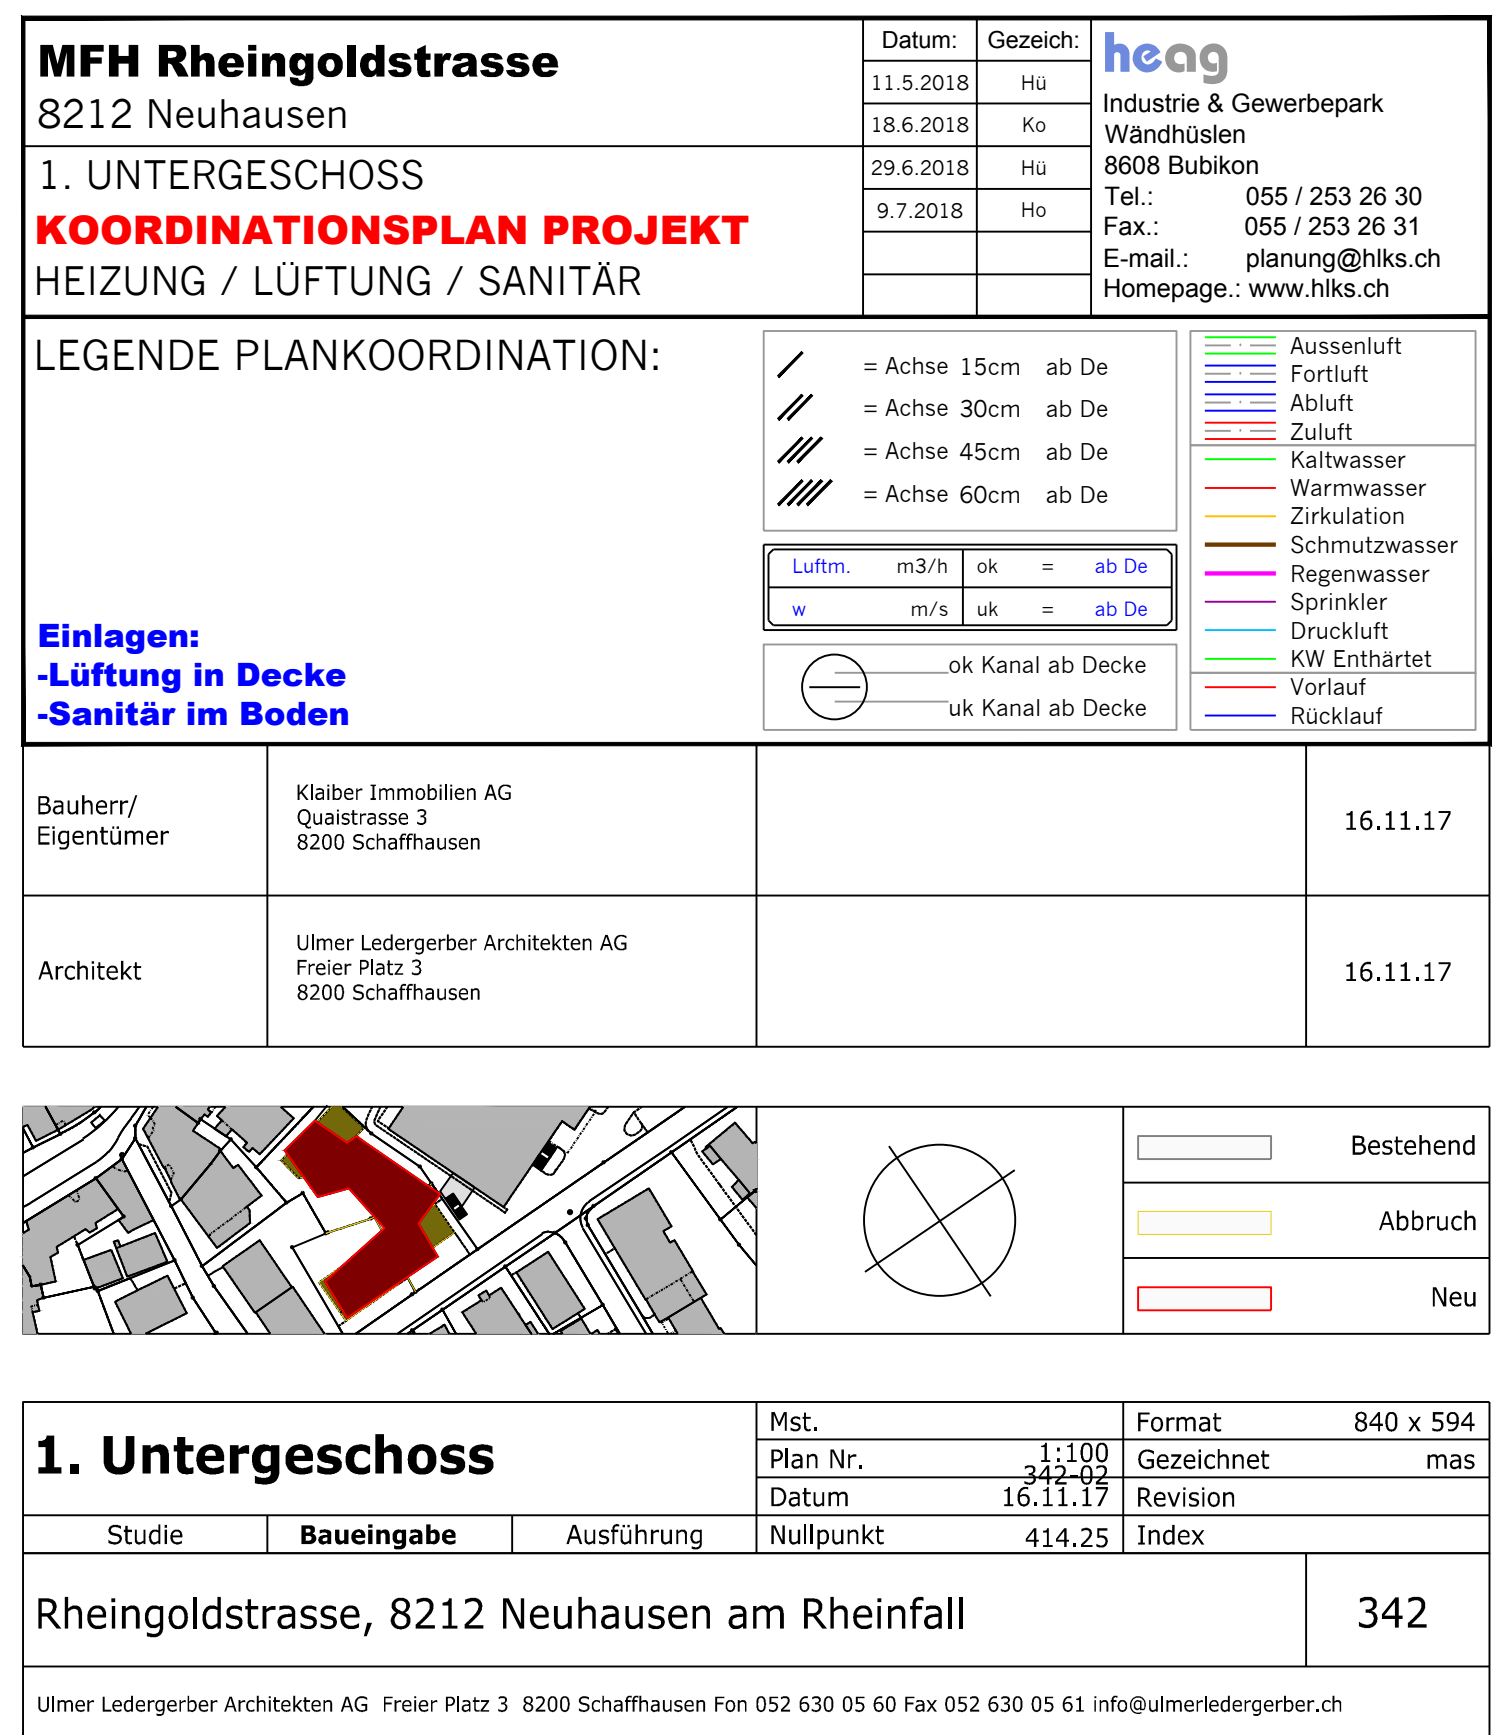 MFH Rheingoldstrasse
8212 Neuhausen
1. UNTERGESCHOSS
KOORDINATIONSPLAN PROJEKT
HEIZUNG / LÜFTUNG / SANITÄR
Datum: Gezeich:
11.5.2018 Hü
18.6.2018 Ko
29.6.2018 Hü
9.7.2018 Ho
heag
Industrie & Gewerbepark
Wändhüslen
8608 Bubikon
Tel.: 055 / 253 26 30
Fax.: 055 / 253 26 31
E-mail.: planung@hlks.ch
Homepage.: www.hlks.ch
LEGENDE PLANKOORDINATION:
Einlagen:
-Lüftung in Decke
-Sanitär im Boden
= Achse 15cm ab De
= Achse 30cm ab De
= Achse 45cm ab De
= Achse 60cm ab De
Luftm. m3/h ok = ab De
w m/s uk = ab De
ok Kanal ab Decke
uk Kanal ab Decke
Aussenluft
Fortluft
Abluft
Zuluft
Kaltwasser
Warmwasser
Zirkulation
Schmutzwasser
Regenwasser
Sprinkler
Druckluft
KW Enthärtet
Vorlauf
Rücklauf
Bauherr/
Eigentümer
Klaiber Immobilien AG
Quaistrasse 3
8200 Schaffhausen
16.11.17
Architekt
Ulmer Ledergerber Architekten AG
Freier Platz 3
8200 Schaffhausen
16.11.17
Bestehend
Abbruch
Neu
1. Untergeschoss
Studie Baueingabe Ausführung
Mst. 1:100
Plan Nr. 342-02
Datum 16.11.17
Nullpunkt 414.25
Format 840 x 594
Gezeichnet mas
Revision
Index
Rheingoldstrasse, 8212 Neuhausen am Rheinfall
342
Ulmer Ledergerber Architekten AG Freier Platz 3 8200 Schaffhausen Fon 052 630 05 60 Fax 052 630 05 61 info@ulmerledergerber.ch